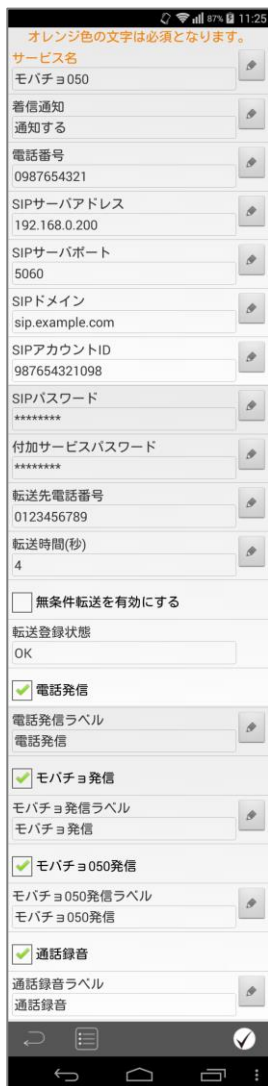 87% 11:25
オレンジ色の文字は必須となります。
サービス名
モバチョ050
着信通知
通知する
電話番号
0987654321
SIPサーバアドレス
192.168.0.200
SIPサーバポート
5060
SIPドメイン
sip.example.com
SIPアカウントID
987654321098
SIPパスワード
********
付加サービスパスワード
********
転送先電話番号
0123456789
転送時間(秒)
4
無条件転送を有効にする
転送登録状態
OK
電話発信
電話発信ラベル
電話発信
モバチョ発信
モバチョ発信ラベル
モバチョ発信
モバチョ050発信
モバチョ050発信ラベル
モバチョ050発信
通話録音
通話録音ラベル
通話録音